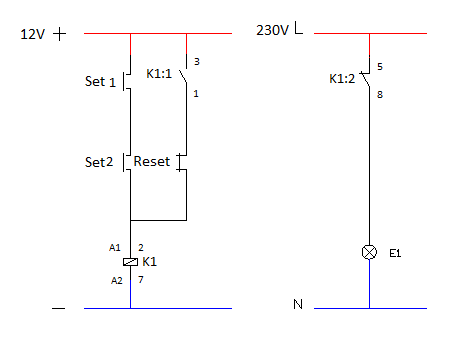 12V +
230V L
Set 1
K1:1
3
1
K1:2
5
8
Set2
Reset
A1
2
K1
A2
7
E1
−
N